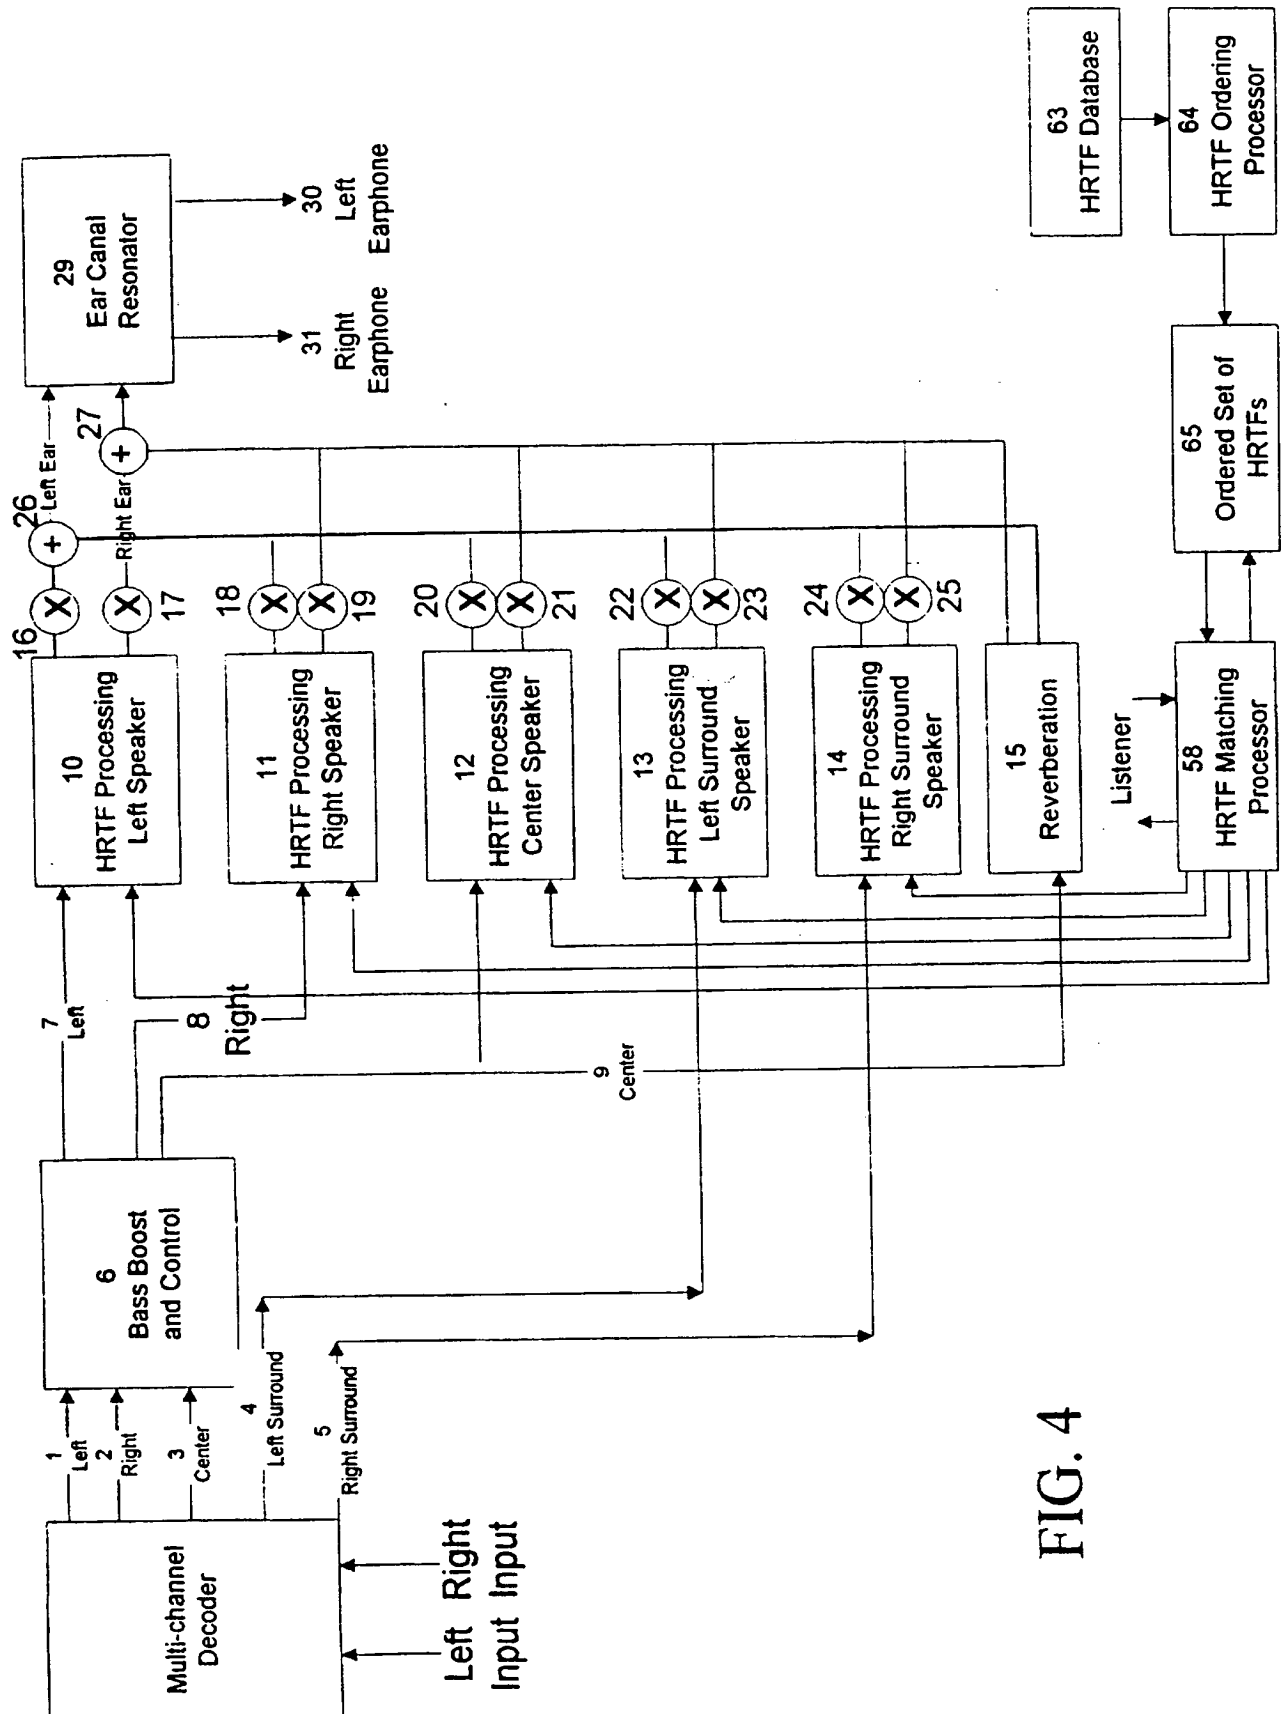 Multi-channel
Decoder
Left Input
Right Input
1
Left
2
Right
3
Center
4
Left Surround
5
Right Surround
6
Bass Boost
and Control
7
Left
8
Right
9
Center
10
HRTF Processing
Left Speaker
11
HRTF Processing
Right Speaker
12
HRTF Processing
Center Speaker
13
HRTF Processing
Left Surround
Speaker
14
HRTF Processing
Right Surround
Speaker
15
Reverberation
58
HRTF Matching
Processor
Listener
16
X
17
X
18
X
19
X
20
X
21
X
22
X
23
X
24
X
25
X
26
+
Left Ear
27
+
Right Ear
29
Ear Canal
Resonator
30
Left
Earphone
31
Right
Earphone
63
HRTF Database
64
HRTF Ordering
Processor
65
Ordered Set of
HRTFs
FIG. 4